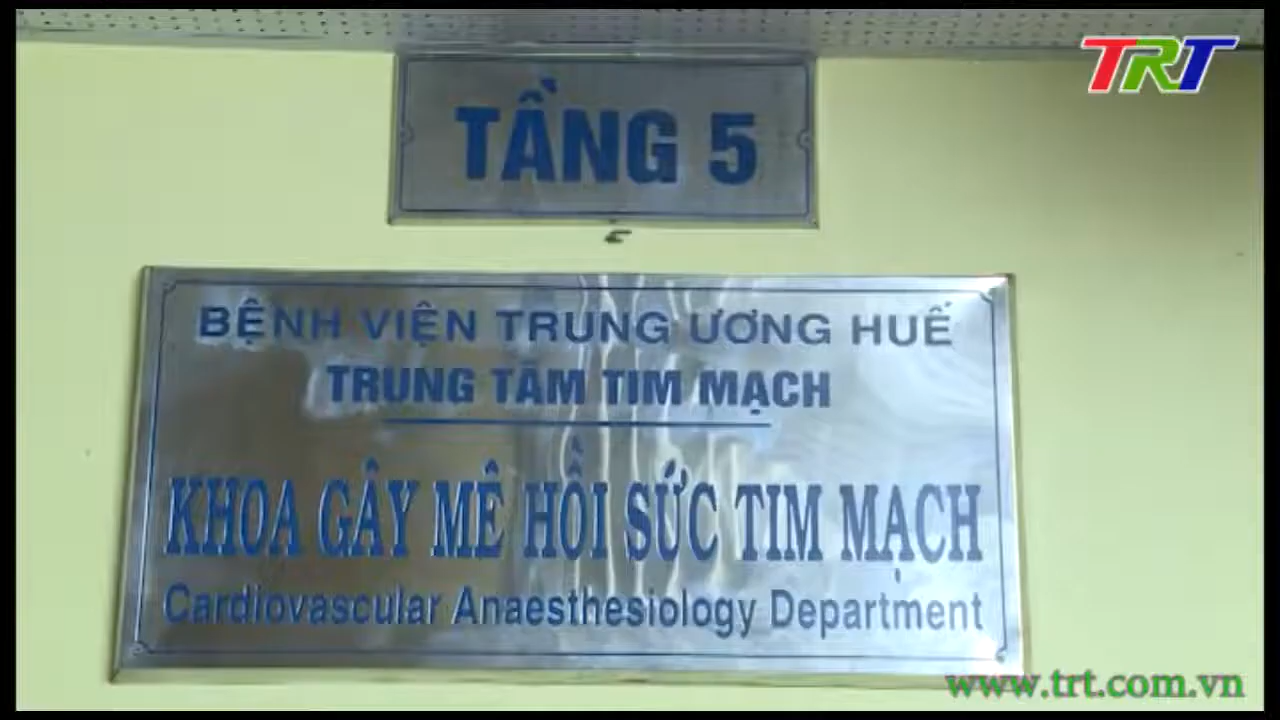 TRT
TẦNG 5
BỆNH VIỆN TRUNG ƯƠNG HUẾ
TRUNG TÂM TIM MẠCH
KHOA GÂY MÊ HỒI SỨC TIM MẠCH
Cardiovascular Anaesthesiology Department
www.trt.com.vn